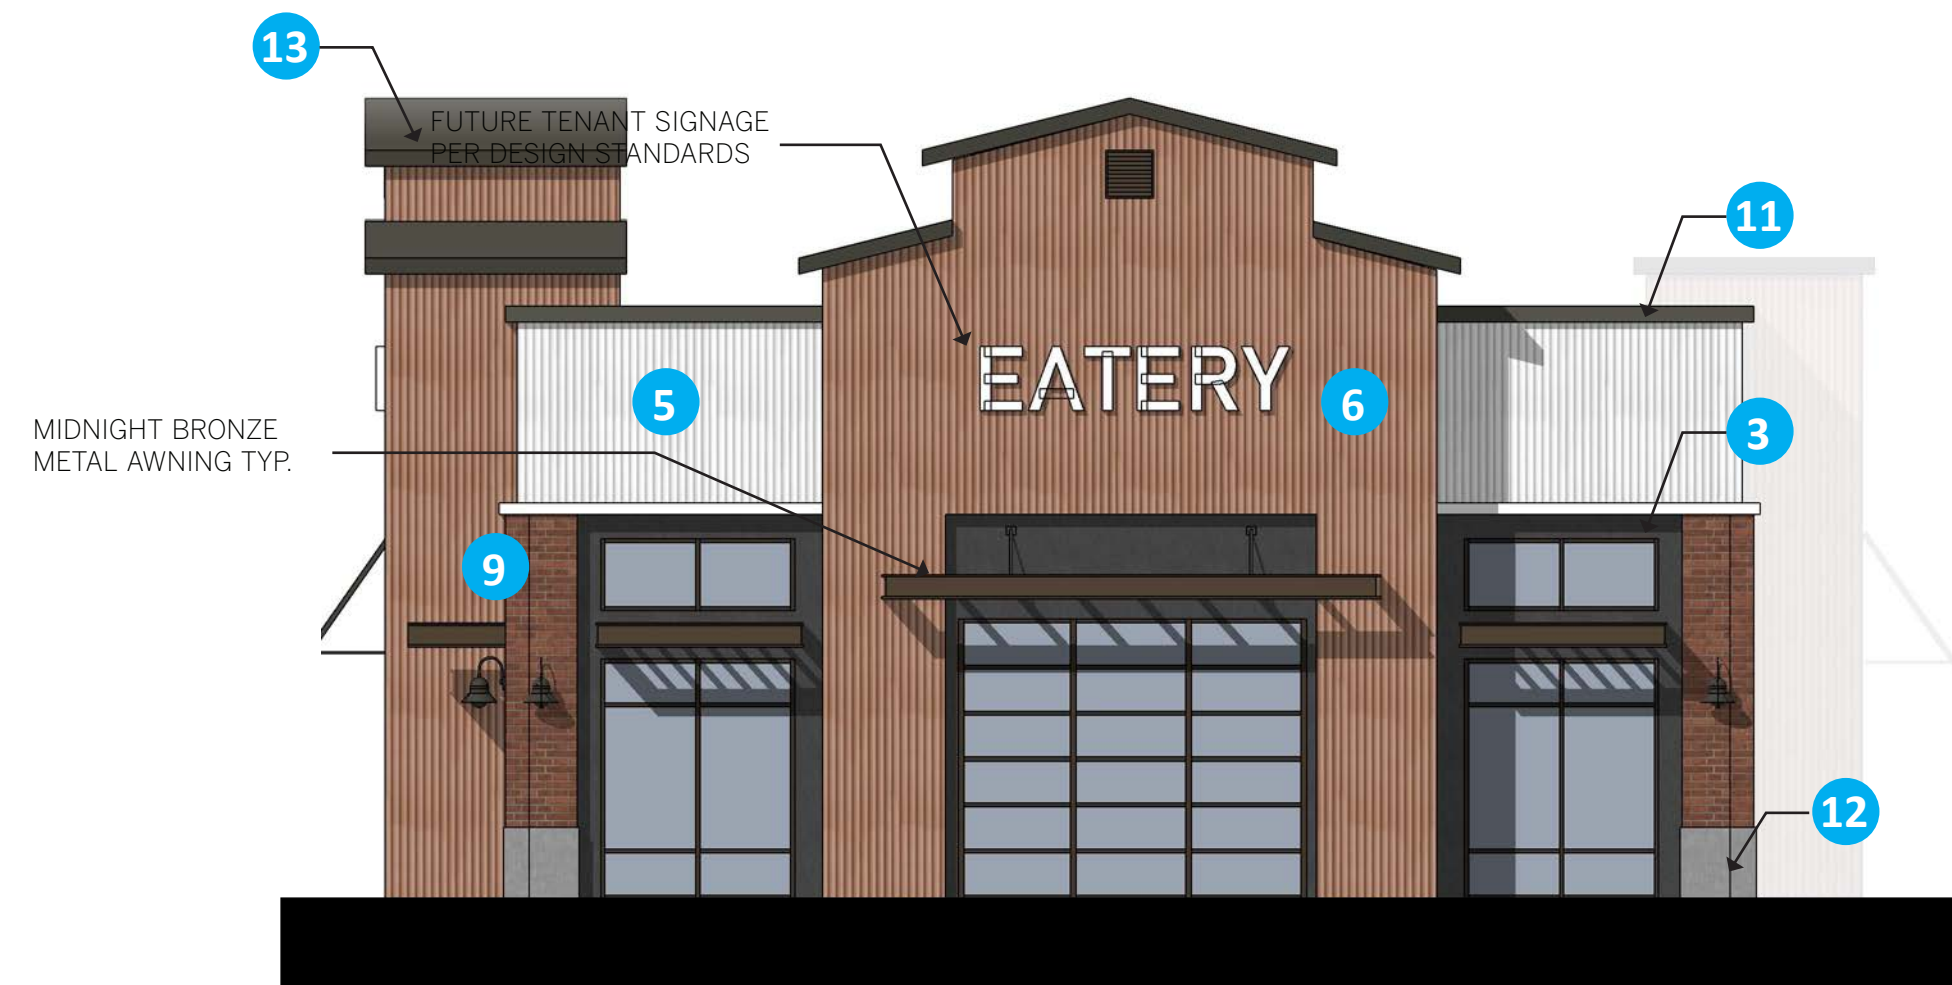 13
FUTURE TENANT SIGNAGE
PER DESIGN STANDARDS
11
EATERY
5
6
3
MIDNIGHT BRONZE
METAL AWNING TYP.
9
12